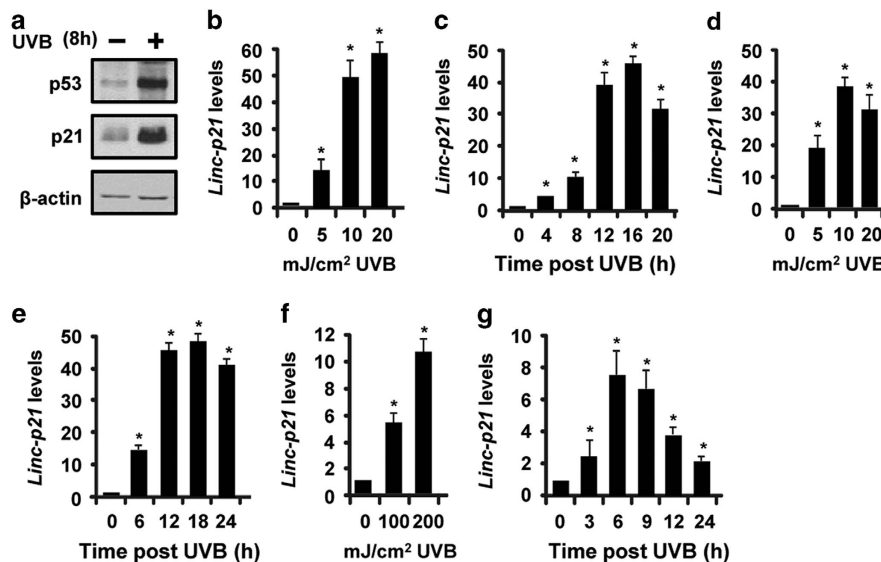 a
UVB (8h) − +
p53
p21
β-actin
b
Linc-p21 levels
60
50
40
30
20
10
0
* * *
0 5 10 20
mJ/cm² UVB
c
Linc-p21 levels
50
40
30
20
10
0
* * * * *
0 4 8 12 16 20
Time post UVB (h)
d
Linc-p21 levels
50
40
30
20
10
0
* * *
0 5 10 20
mJ/cm² UVB
e
Linc-p21 levels
50
40
30
20
10
0
* * * *
0 6 12 18 24
Time post UVB (h)
f
Linc-p21 levels
12
10
8
6
4
2
0
* *
0 100 200
mJ/cm² UVB
g
Linc-p21 levels
10
8
6
4
2
0
* * * * *
0 3 6 9 12 24
Time post UVB (h)